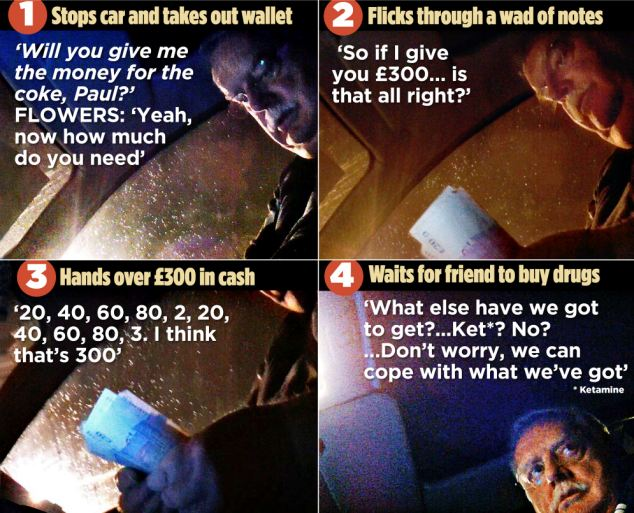 1 Stops car and takes out wallet
‘Will you give me
the money for the
coke, Paul?’
FLOWERS: ‘Yeah,
now how much
do you need’
2 Flicks through a wad of notes
‘So if I give
you £300... is
that all right?’
3 Hands over £300 in cash
‘20, 40, 60, 80, 2, 20,
40, 60, 80, 3. I think
that’s 300’
4 Waits for friend to buy drugs
‘What else have we got
to get?...Ket*? No?
...Don’t worry, we can
cope with what we’ve got’
* Ketamine